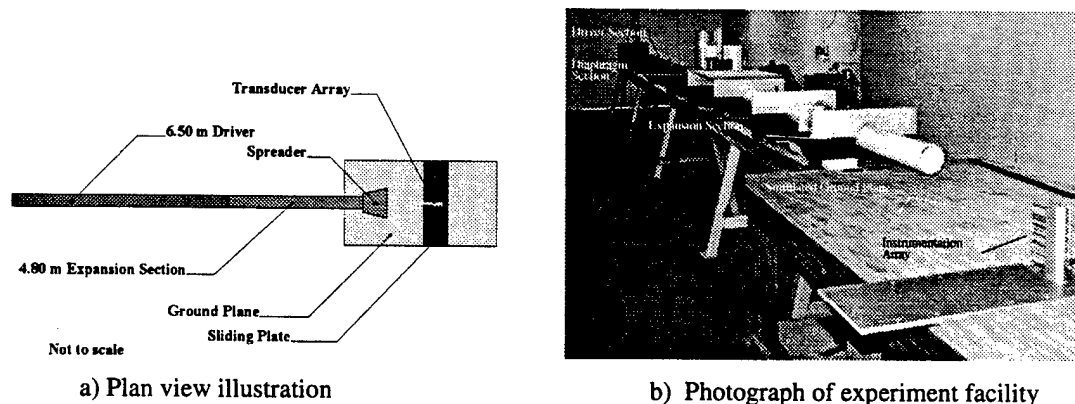 Transducer Array
6.50 m Driver
Spreader
4.80 m Expansion Section
Ground Plane
Sliding Plate
Not to scale
a) Plan view illustration
Driven Section
Diaphragm
Section
Expansion Section
Instrumentation
Array
b) Photograph of experiment facility